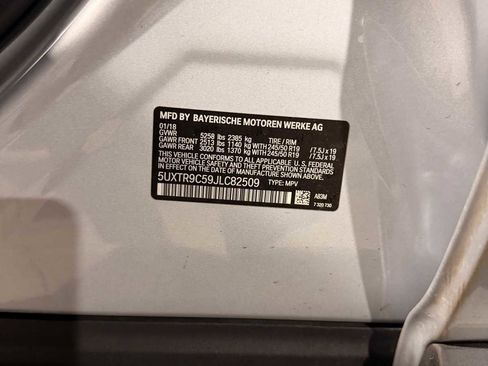 MFD BY BAYERISCHE MOTOREN WERKE AG
01/18
GVWR 5258 lbs 2385 kg TIRE / RIM
GAWR FRONT 2513 lbs 1140 kg WITH 245/50 R19 /7.5J x 19
GAWR REAR 3020 lbs 1370 kg WITH 245/50 R19 /7.5J x 19
THIS VEHICLE CONFORMS TO ALL APPLICABLE U.S. FEDERAL
MOTOR VEHICLE SAFETY AND THEFT PREVENTION STANDARDS
IN EFFECT ON THE DATE OF MANUFACTURE SHOWN ABOVE.
5UXTR9C59JLC82509 TYPE: MPV
A83M
7 320 730